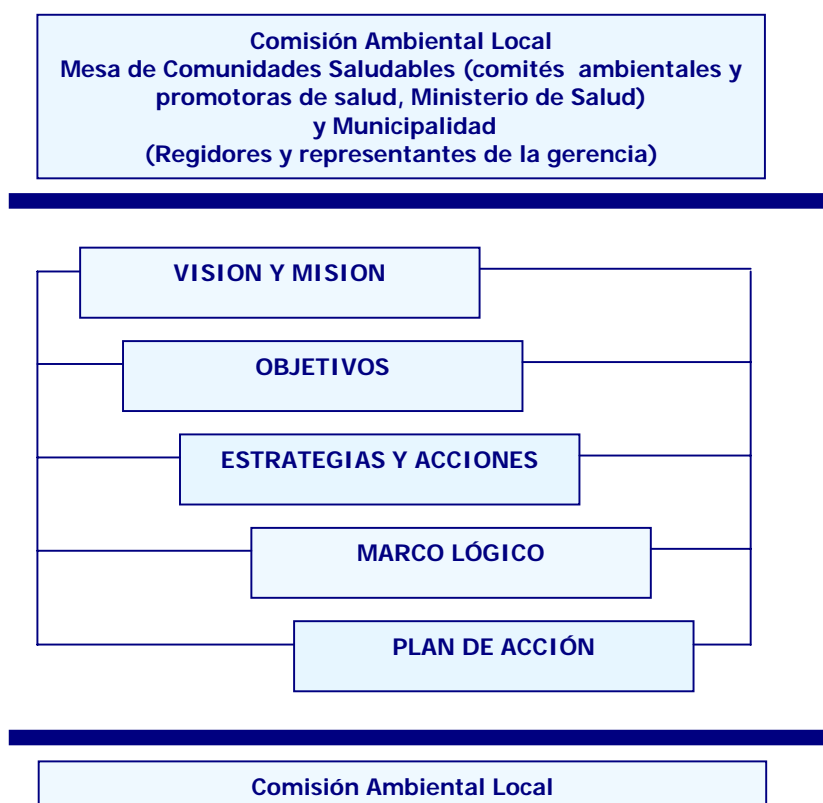 Comisión Ambiental Local
Mesa de Comunidades Saludables (comités ambientales y
promotoras de salud, Ministerio de Salud)
y Municipalidad
(Regidores y representantes de la gerencia)
VISION Y MISION
OBJETIVOS
ESTRATEGIAS Y ACCIONES
MARCO LÓGICO
PLAN DE ACCIÓN
Comisión Ambiental Local